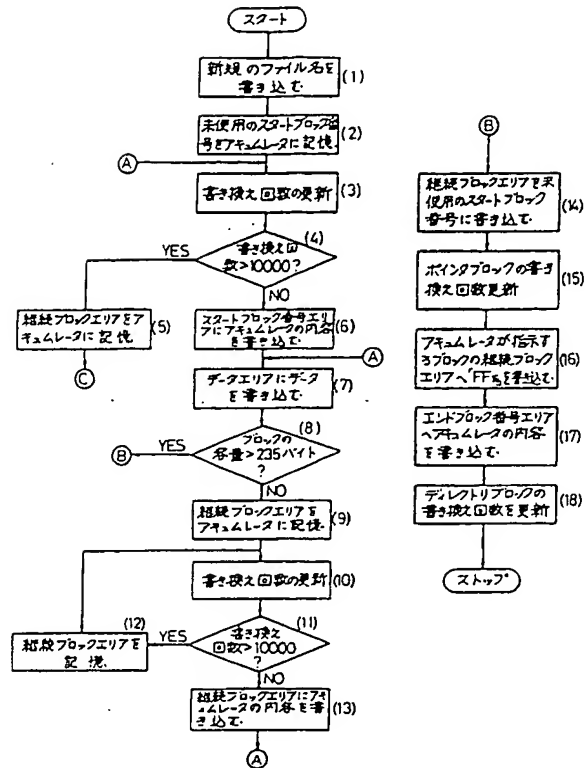 スタート
新規のファイル名を
書き込む.
(1)
未使用のスタートブロック番
号をアキュムレータに記憶.
(2)
A
書き換え回数の更新
(3)
(4)
書き換え回
数>10000?
YES
NO
継続ブロックエリアをア
キュムレータに記憶
(5)
C
スタートブロック番号エリ
アにアキュムレータの内容
を書き込む.
(6)
A
データエリアにデータ
を書き込む.
(7)
(8)
ブロックの
容量>235バイト
?
YES
B
NO
継続ブロックエリアを
アキュムレータに記憶.
(9)
書き換え回数の更新
(10)
(11)
書き換え
回数>10000
?
YES
(12)
継続ブロックエリアを
記憶.
NO
継続ブロックエリアにアキ
ュムレータの内容を書
き込む.
(13)
A
B
継続ブロックエリアを未
使用のスタートブロック
番号に書き込む.
(14)
ポインタブロックの書き
換え回数更新
(15)
アキュムレータが指示す
るブロックの継続ブロック
エリアへ"FF"を書き込む.
(16)
エンドブロック番号エリア
へアキュムレータの内容
を書き込む.
(17)
ディレクトリブロックの
書き換え回数を更新
(18)
ストップ